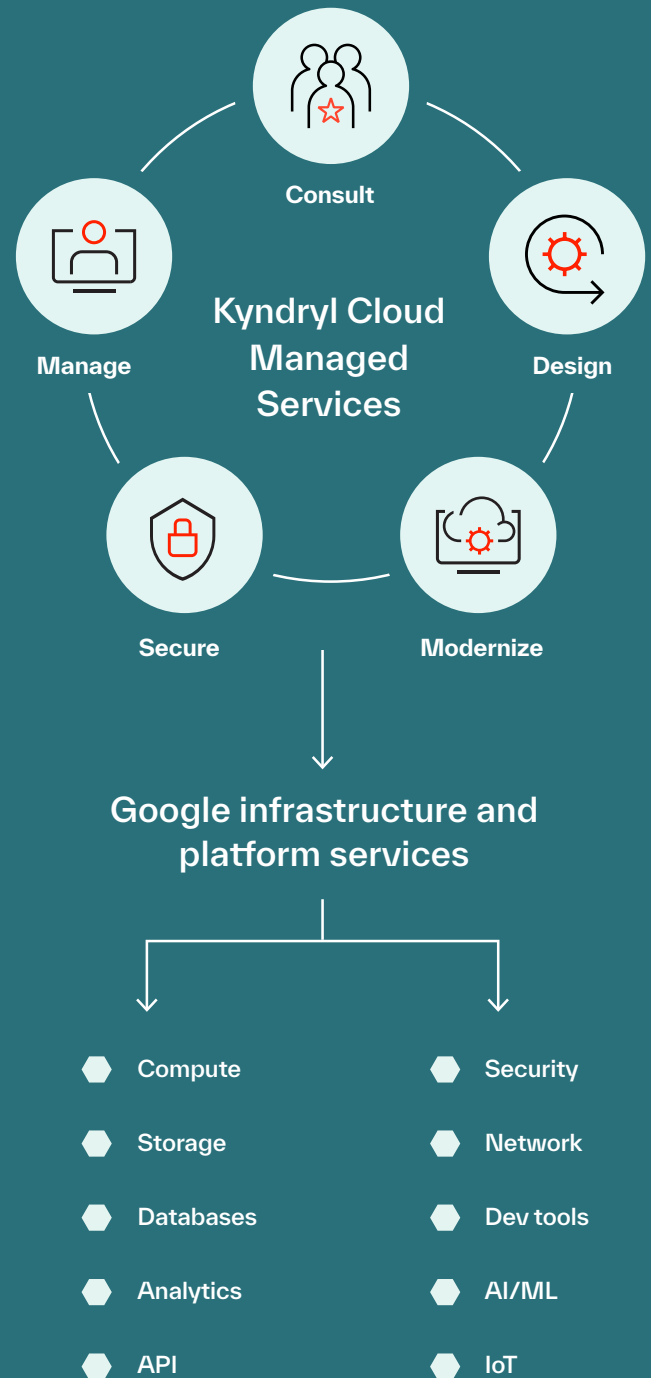 Consult
Manage
Design
Kyndryl Cloud
Managed
Services
Secure
Modernize
Google infrastructure and
platform services
Compute
Storage
Databases
Analytics
API
Security
Network
Dev tools
AI/ML
IoT